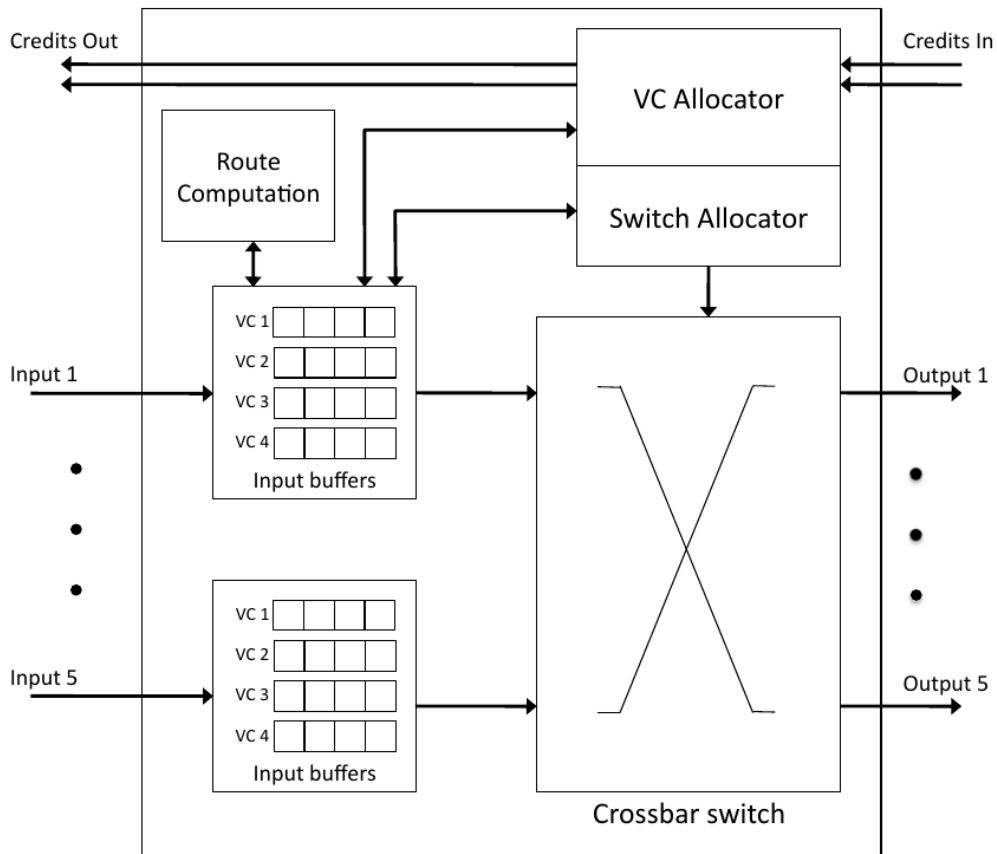 Credits Out
Credits In
VC Allocator
Route
Computation
Switch Allocator
VC 1
VC 2
VC 3
VC 4
Input buffers
Input 1
Output 1
VC 1
VC 2
VC 3
VC 4
Input buffers
Input 5
Output 5
Crossbar switch